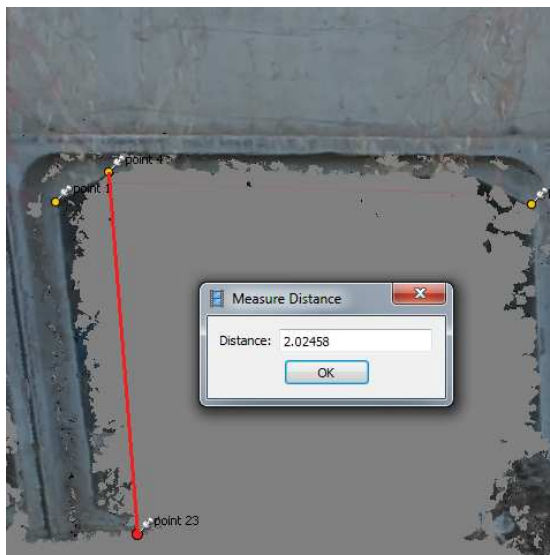 point 4
point 1
Measure Distance
Distance: 2.02458
OK
point 23